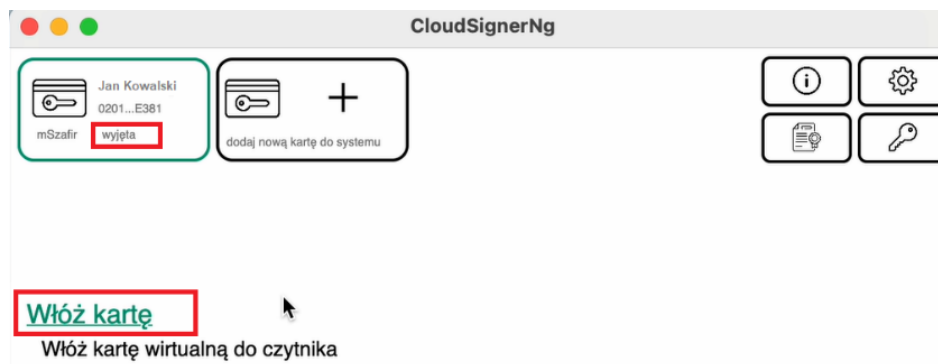 CloudSignerNg
Jan Kowalski
0201...E381
mSzafir wyjęta
dodaj nową kartę do systemu
Włóż kartę
Włóż kartę wirtualną do czytnika